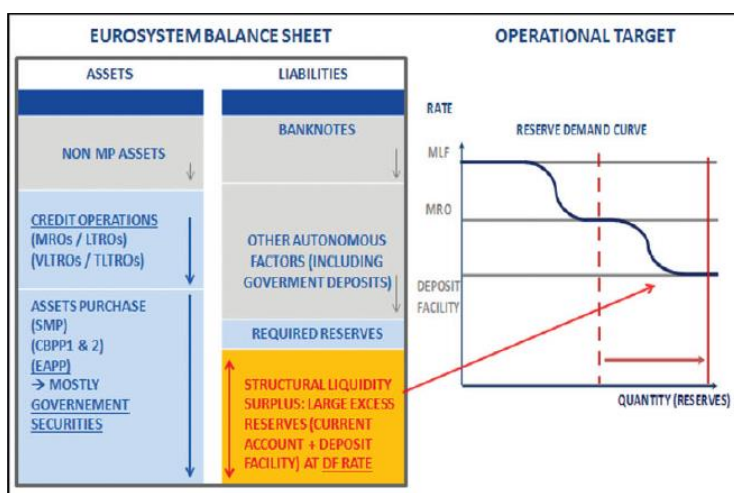 EUROSYSTEM BALANCE SHEET
ASSETS
LIABILITIES
NON MP ASSETS
BANKNOTES
CREDIT OPERATIONS
(MROs / LTROs)
(VLTROs / TLTROs)
OTHER AUTONOMOUS
FACTORS (INCLUDING
GOVERMENT DEPOSITS)
ASSETS PURCHASE
(SMP)
(CBPP1 & 2)
(EAPP)
→ MOSTLY
GOVERNEMENT
SECURITIES
REQUIRED RESERVES
STRUCTURAL LIQUIDITY
SURPLUS: LARGE EXCESS
RESERVES (CURRENT
ACCOUNT + DEPOSIT
FACILITY) AT DF RATE
OPERATIONAL TARGET
RATE
RESERVE DEMAND CURVE
MLF
MRO
DEPOSIT
FACILITY
QUANTITY (RESERVES)